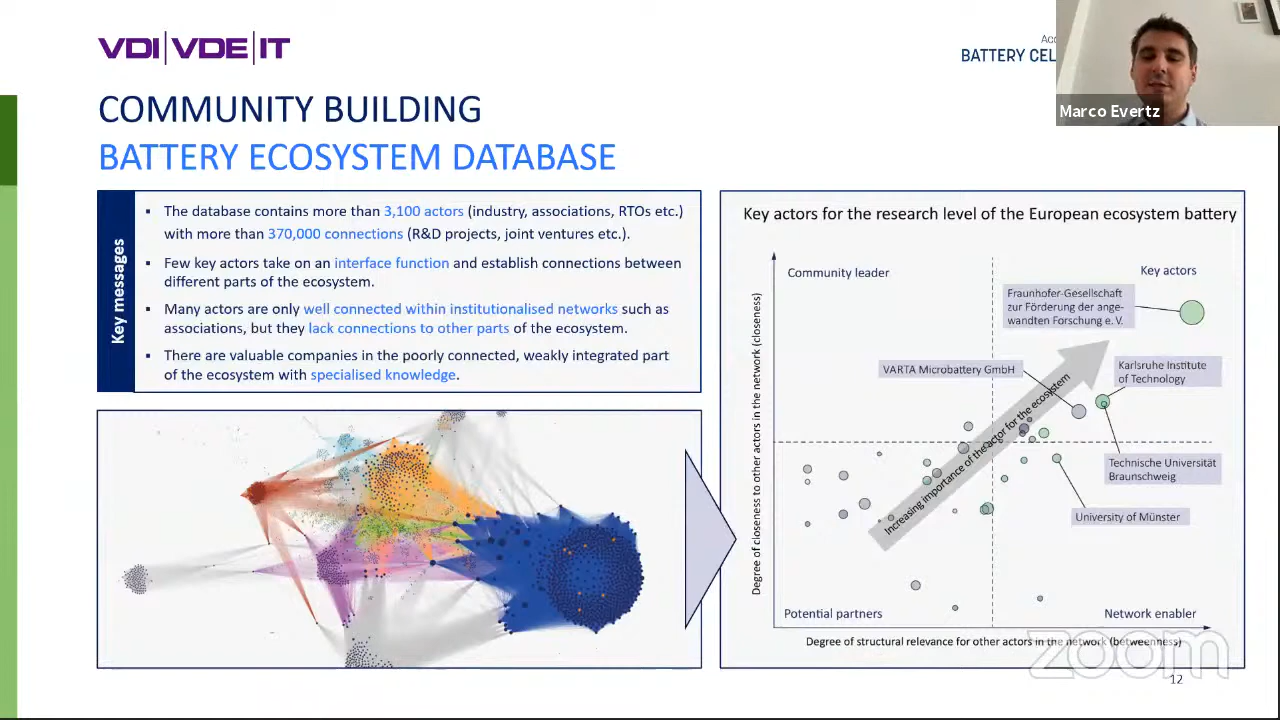 VDI|VDE|IT
BATTERY CEL
Marco Evertz
COMMUNITY BUILDING
BATTERY ECOSYSTEM DATABASE
Key messages
▪ The database contains more than 3,100 actors (industry, associations, RTOs etc.)
with more than 370,000 connections (R&D projects, joint ventures etc.).
▪ Few key actors take on an interface function and establish connections between
different parts of the ecosystem.
▪ Many actors are only well connected within institutionalised networks such as
associations, but they lack connections to other parts of the ecosystem.
▪ There are valuable companies in the poorly connected, weakly integrated part
of the ecosystem with specialised knowledge.
Key actors for the research level of the European ecosystem battery
Community leader
Key actors
Fraunhofer-Gesellschaft
zur Förderung der ange-
wandten Forschung e. V.
VARTA Microbattery GmbH
Karlsruhe Institute
of Technology
Technische Universität
Braunschweig
University of Münster
Increasing importance of the actor for the ecosystem
Degree of closeness to other actors in the network (closeness)
Potential partners
Network enabler
Degree of structural relevance for other actors in the network (betweenness)
zoom
12